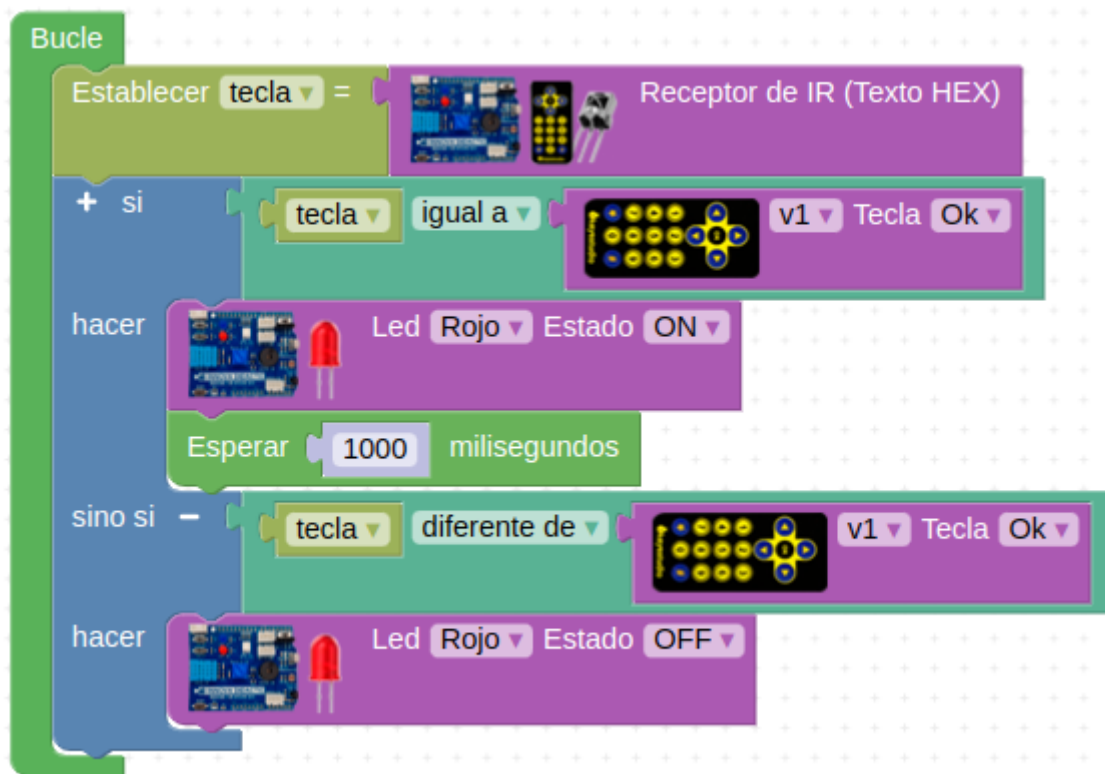 Bucle
Establecer tecla = Receptor de IR (Texto HEX)
si tecla igual a v1 Tecla Ok
hacer Led Rojo Estado ON
Esperar 1000 milisegundos
sino si tecla diferente de v1 Tecla Ok
hacer Led Rojo Estado OFF